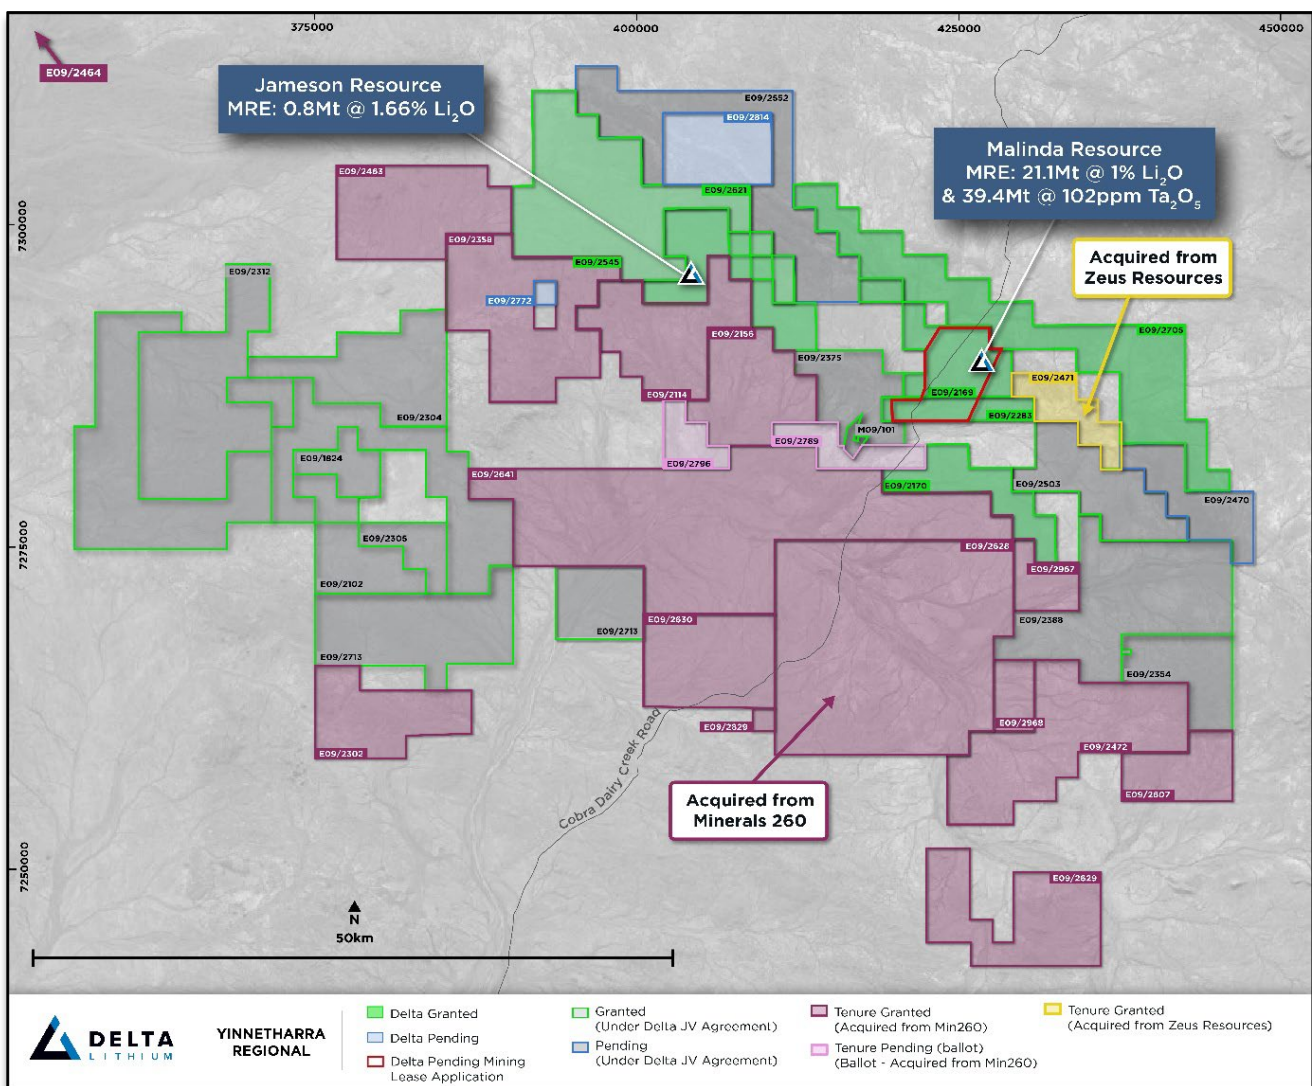 375000
400000
425000
450000
E09/2464
Jameson Resource
MRE: 0.8Mt @ 1.66% Li₂O
E09/2552
E09/2814
Malinda Resource
MRE: 21.1Mt @ 1% Li₂O
& 39.4Mt @ 102ppm Ta₂O₅
E09/2463
E09/2621
7300000
E09/2358
E09/2545
Acquired from
Zeus Resources
E09/2312
E09/2772
E09/2156
E09/2705
E09/2375
E09/2471
E09/2169
E09/2114
E09/2304
E09/2283
M09/101
E09/2789
E09/1824
E09/2796
E09/2641
E09/2170
E09/2503
E09/2470
E09/2305
7275000
E09/2628
E09/2967
E09/2102
E09/2630
E09/2713
E09/2388
E09/2713
E09/2354
E09/2968
E09/2829
E09/2302
E09/2472
Cobra Dairy Creek Road
E09/2607
Acquired from
Minerals 260
7250000
E09/2629
N
50km
DELTA
LITHIUM
YINNETHARRA
REGIONAL
Delta Granted
Delta Pending
Delta Pending Mining
Lease Application
Granted
(Under Delta JV Agreement)
Pending
(Under Delta JV Agreement)
Tenure Granted
(Acquired from Min260)
Tenure Pending (ballot)
(Ballot - Acquired from Min260)
Tenure Granted
(Acquired from Zeus Resources)